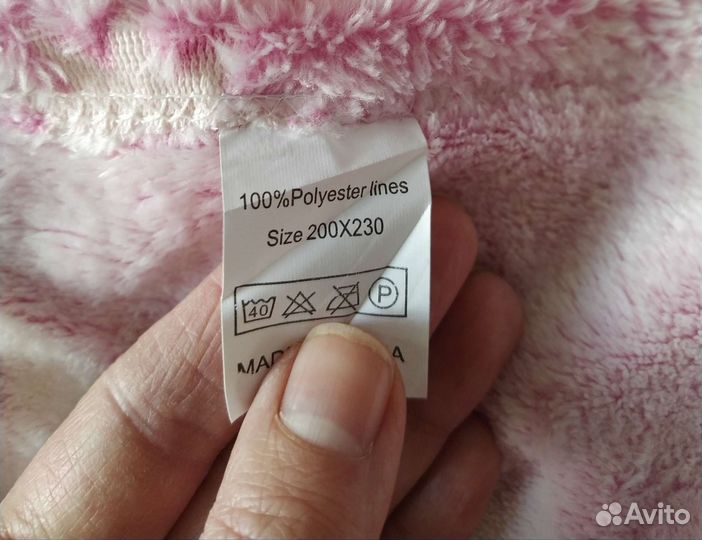 100%Polyester lines
Size 200X230
40 P
Avito